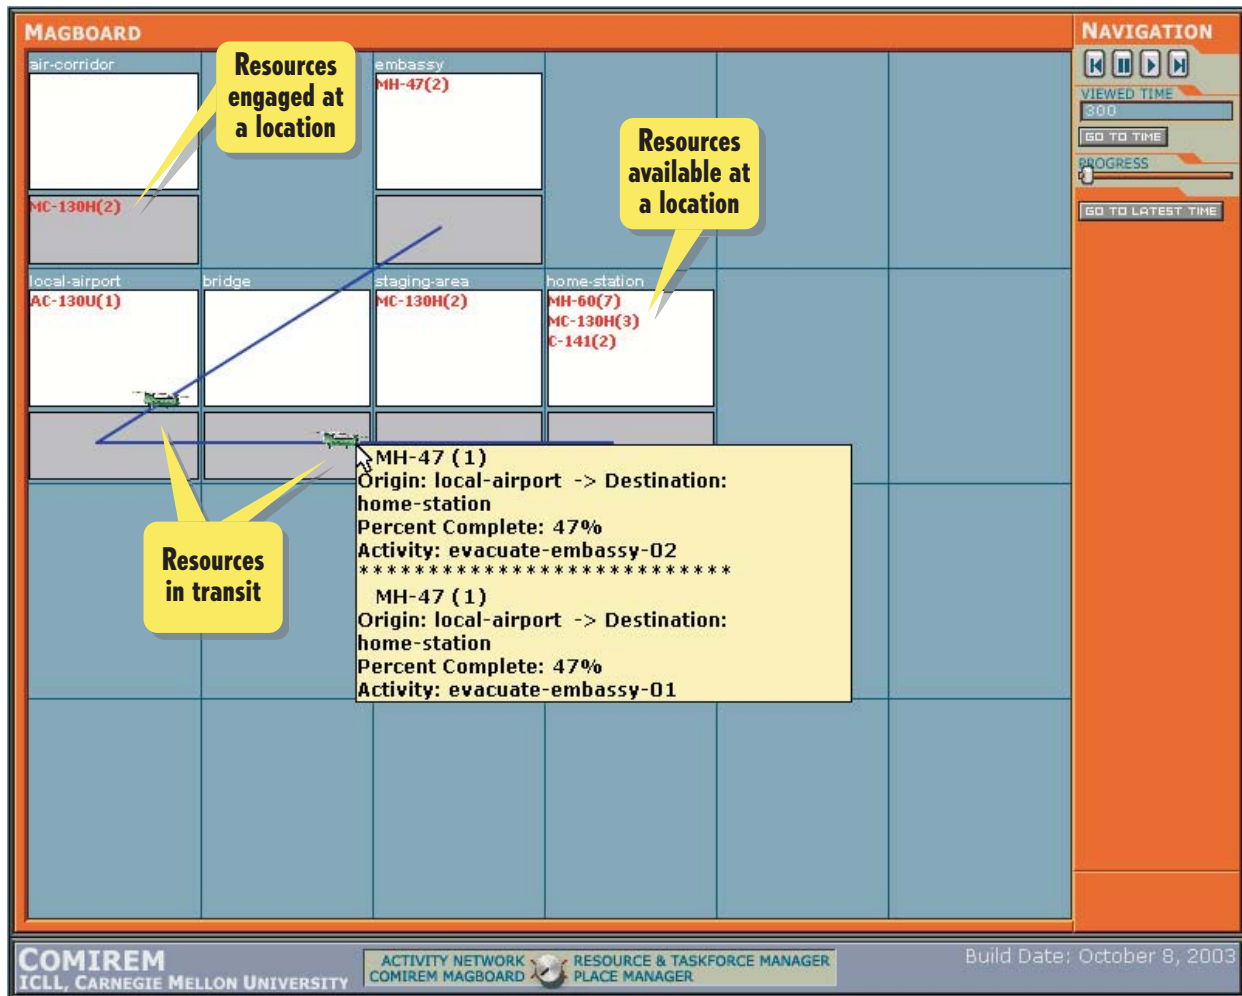 MAGBOARD
NAVIGATION
air-corridor
embassy
MH-47(2)
Resources
engaged at
a location
VIEWED TIME
300
GO TO TIME
PROGRESS
GO TO LATEST TIME
Resources
available at
a location
MC-130H(2)
local-airport
bridge
staging-area
home-station
AC-130U(1)
MC-130H(2)
MH-60(7)
MC-130H(3)
C-141(2)
Resources
in transit
MH-47 (1)
Origin: local-airport -> Destination:
home-station
Percent Complete: 47%
Activity: evacuate-embassy-02
***************************
MH-47 (1)
Origin: local-airport -> Destination:
home-station
Percent Complete: 47%
Activity: evacuate-embassy-01
COMIREM
ICLL, CARNEGIE MELLON UNIVERSITY
ACTIVITY NETWORK
COMIREM MAGBOARD
RESOURCE & TASKFORCE MANAGER
PLACE MANAGER
Build Date: October 8, 2003